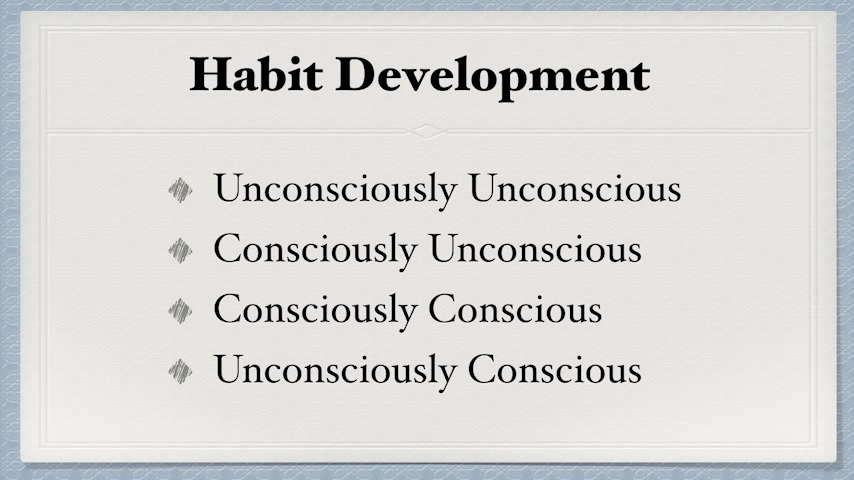 Habit Development
Unconsciously Unconscious
Consciously Unconscious
Consciously Conscious
Unconsciously Conscious